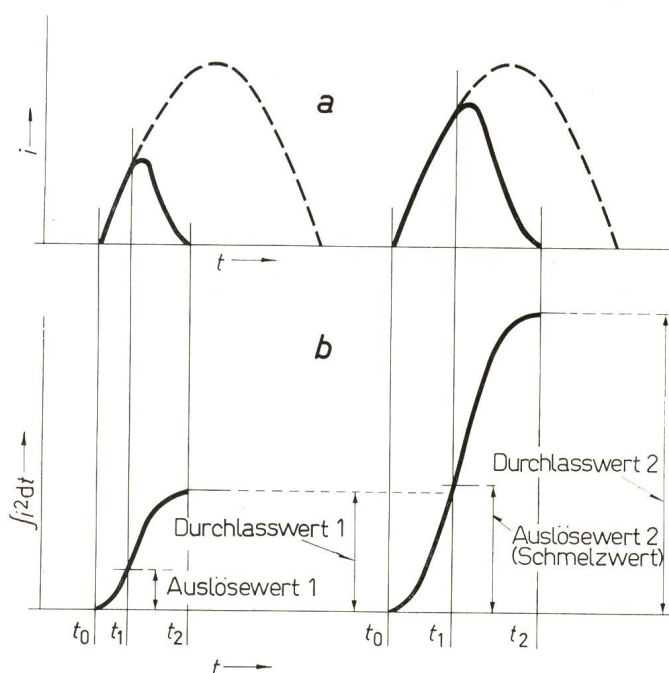 a
i
t
b
∫i²dt
Durchlasswert 1
Auslösewert 1
Durchlasswert 2
Auslösewert 2
(Schmelzwert)
t₀ t₁ t₂ t₀ t₁ t₂
t